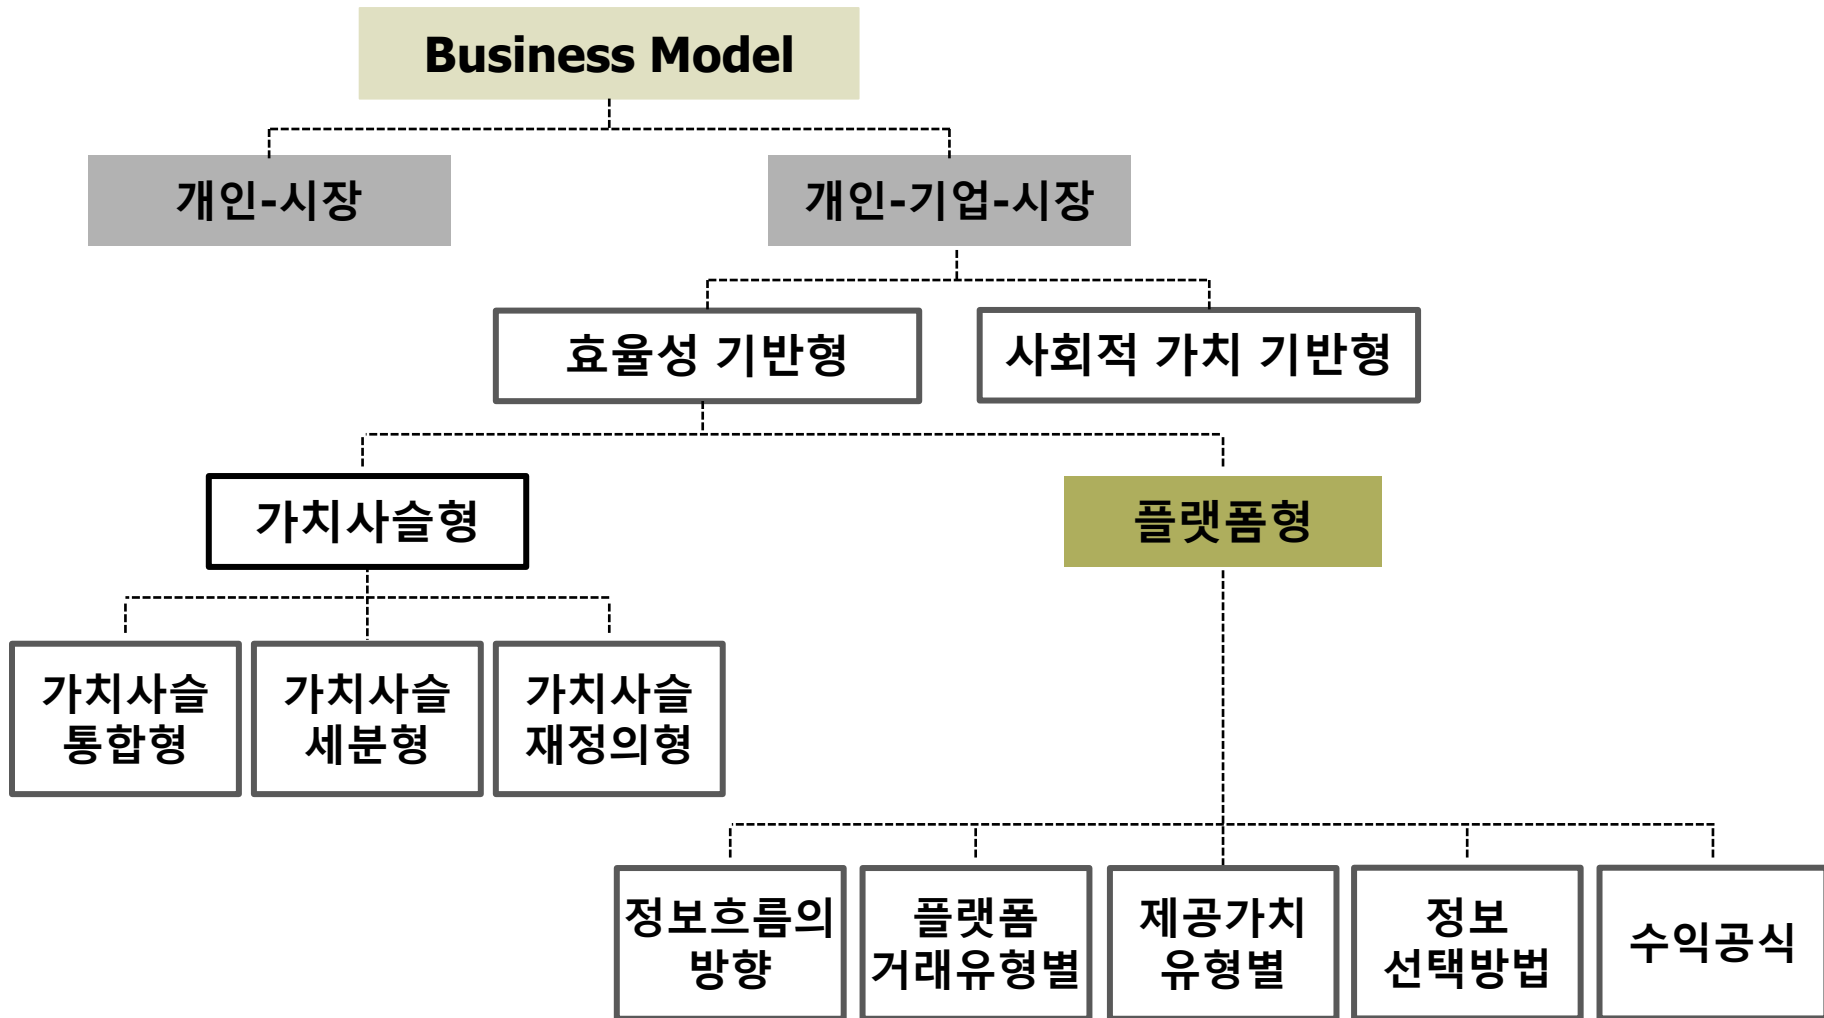 Business Model
개인-시장
개인-기업-시장
효율성 기반형
사회적 가치 기반형
가치사슬형
플랫폼형
가치사슬
통합형
가치사슬
세분형
가치사슬
재정의형
정보흐름의
방향
플랫폼
거래유형별
제공가치
유형별
정보
선택방법
수익공식